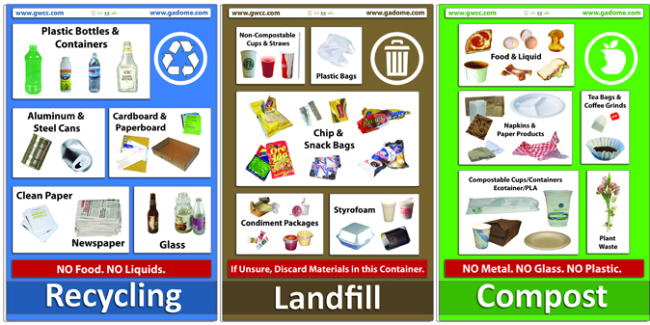 www.gwcc.com
www.gadome.com
Plastic Bottles &
Containers
Aluminum &
Steel Cans
Cardboard &
Paperboard
Clean Paper
Newspaper
Glass
NO Food. NO Liquids.
Recycling
www.gwcc.com
www.gadome.com
Non-Compostable
Cups & Straws
Plastic Bags
Chip &
Snack Bags
Condiment Packages
Styrofoam
If Unsure, Discard Materials in this Container.
Landfill
www.gwcc.com
www.gadome.com
Food & Liquid
Napkins &
Paper Products
Tea Bags &
Coffee Grinds
Compostable Cups/Containers
Ecotainer/PLA
Plant
Waste
NO Metal. NO Glass. NO Plastic.
Compost